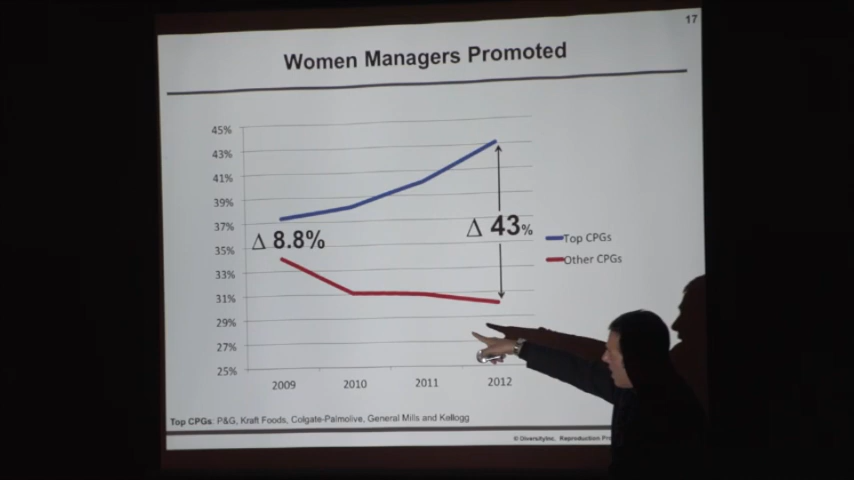 17
Women Managers Promoted
45%
43%
41%
39%
37%
35%
33%
31%
29%
27%
25%
Δ 8.8%
Δ 43%
Top CPGs
Other CPGs
2009 2010 2011 2012
Top CPGs: P&G, Kraft Foods, Colgate-Palmolive, General Mills and Kellogg
© DiversityInc. Reproduction